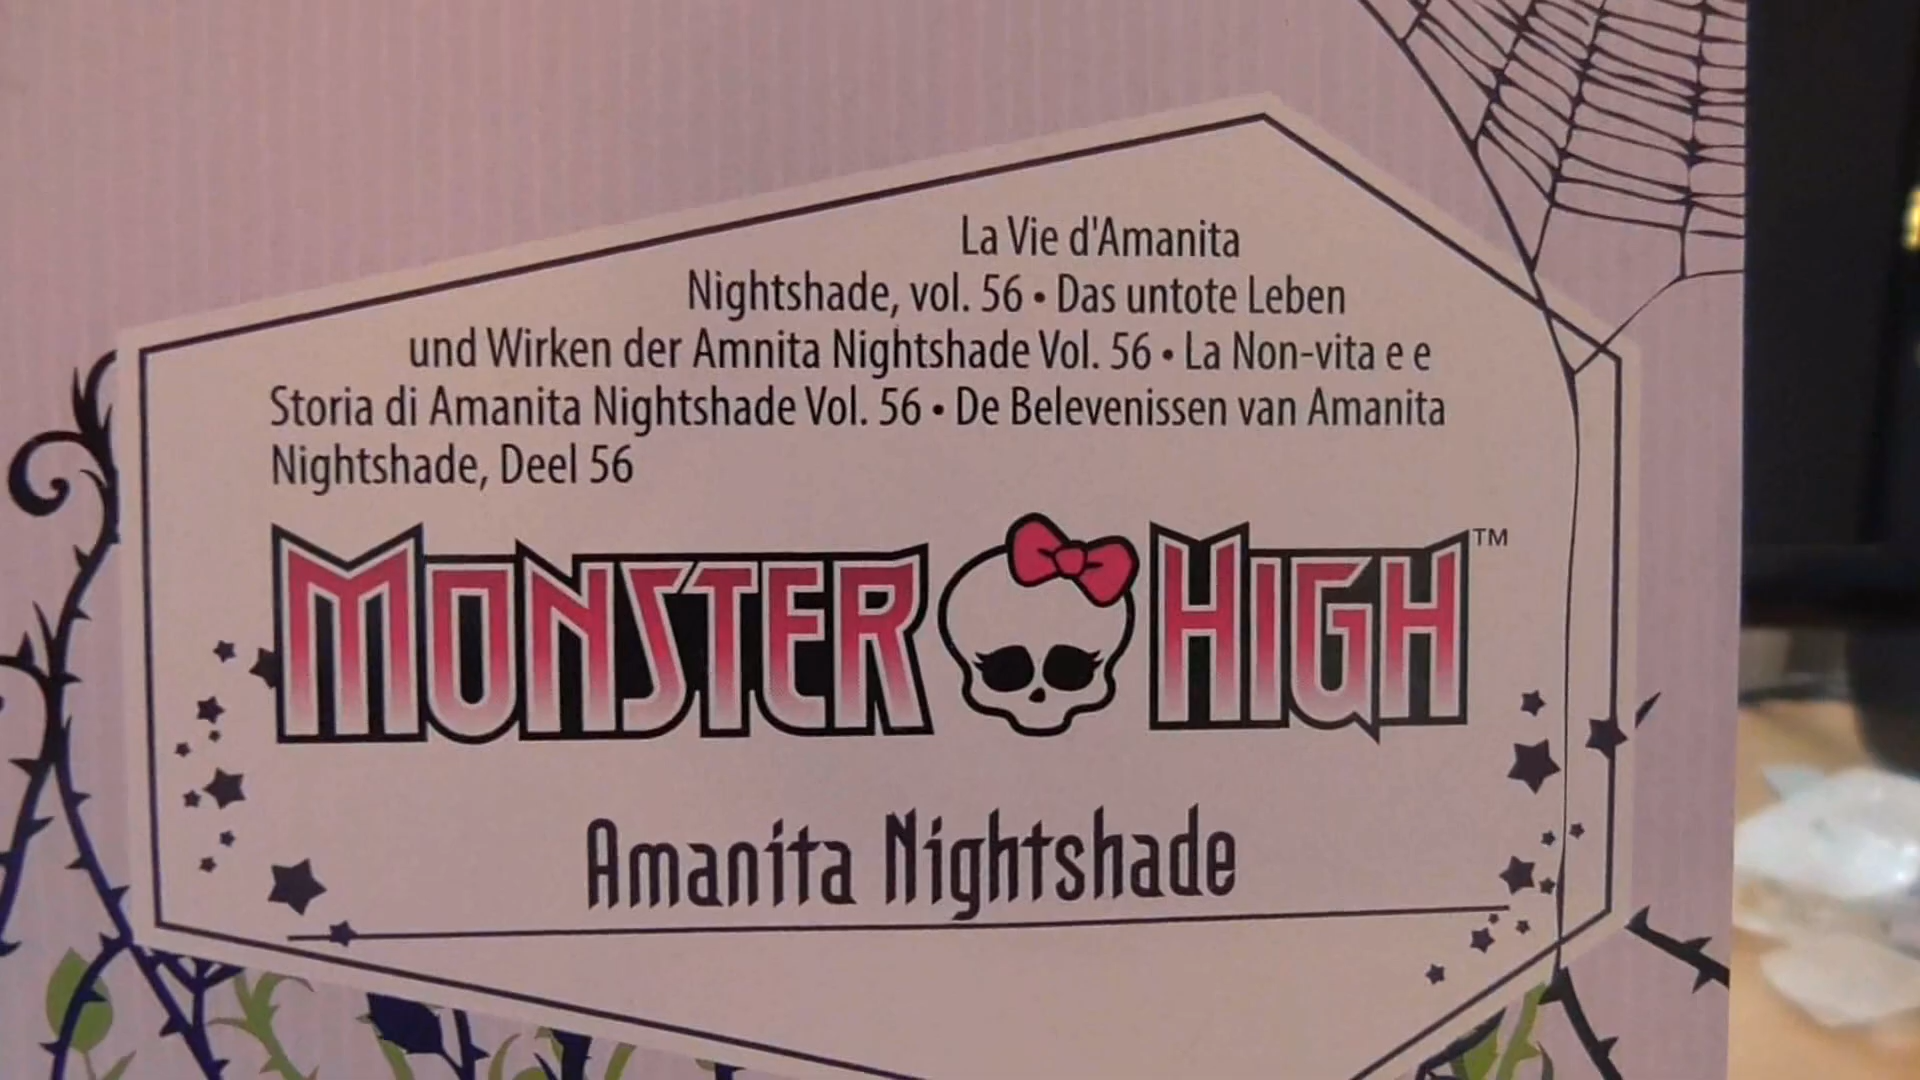 La Vie d'Amanita
Nightshade, vol. 56 • Das untote Leben
und Wirken der Amnita Nightshade Vol. 56 • La Non-vita e e
Storia di Amanita Nightshade Vol. 56 • De Belevenissen van Amanita
Nightshade, Deel 56
MONSTER HIGH™
Amanita Nightshade